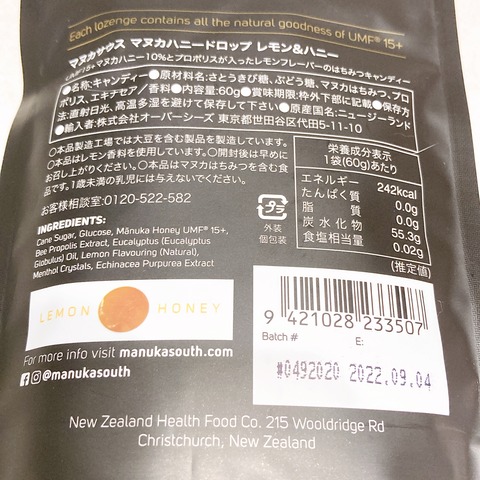 Each lozenge contains all the natural goodness of UMF® 15+
マヌカサウス マヌカハニードロップ レモン&ハニー
UMF15+マヌカハニー10%とプロポリスが入ったレモンフレーバーのはちみつキャンディー
●名称:キャンディー●原材料名:さとうきび糖、ぶどう糖、マヌカはちみつ、プロ
ポリス、エキナセア/香料●内容量:60g●賞味期限:枠外下部に記載●保存方
法:直射日光、高温多湿を避けて保存して下さい●原産国名:ニュージーランド
●輸入者:株式会社オーバーシーズ 東京都世田谷区代田5-11-10
〇本品製造工場では大豆を含む製品を製造しています。
〇本品はレモン香料を使用しています。〇開封後は早めに
お召し上がりください。〇本品はマヌカはちみつを含む食
品です。1歳未満の乳児には与えないでください。
お客様相談室:0120-522-582
栄養成分表示
1袋(60g)あたり
エネルギー 242kcal
たんぱく質 0.0g
脂質 0.0g
炭水化物 55.3g
食塩相当量 0.02g
(推定値)
プラ
外装
個包装
INGREDIENTS:
Cane Sugar, Glucose, Mānuka Honey UMF® 15+,
Bee Propolis Extract, Eucalyptus (Eucalyptus
Globulus) Oil, Lemon Flavouring (Natural),
Menthol Crystals, Echinacea Purpurea Extract
LEMON HONEY
For more info visit manukasouth.com
@manukasouth
9 421028 233507
Batch # E:
#0492020 2022.09.04
New Zealand Health Food Co. 215 Wooldridge Rd
Christchurch, New Zealand